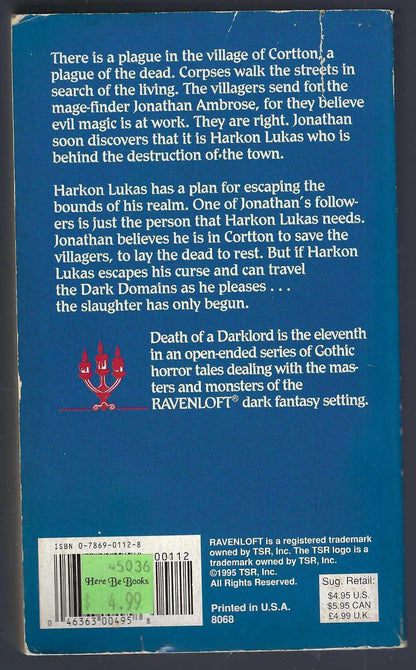 There is a plague in the village of Cortton, a
plague of the dead. Corpses walk the streets in
search of the living. The villagers send for the
mage-finder Jonathan Ambrose, for they believe
evil magic is at work. They are right. Jonathan
soon discovers that it is Harkon Lukas who is
behind the destruction of the town.
Harkon Lukas has a plan for escaping the
bounds of his realm. One of Jonathan's follow-
ers is just the person that Harkon Lukas needs.
Jonathan believes he is in Cortton to save the
villagers, to lay the dead to rest. But if Harkon
Lukas escapes his curse and can travel
the Dark Domains as he pleases . . .
the slaughter has only begun.
Death of a Darklord is the eleventh
in an open-ended series of Gothic
horror tales dealing with the mas-
ters and monsters of the
RAVENLOFT® dark fantasy setting.
ISBN 0-7869-0112-8
00112
45036
Here Be Books
$ 4.99
0 46363 00495 8
RAVENLOFT is a registered trademark
owned by TSR, Inc. The TSR logo is a
trademark owned by TSR, Inc.
©1995 TSR, Inc.
All Rights Reserved.
Printed in U.S.A.
8068
Sug. Retail:
$4.95 U.S.
$5.95 CAN
£4.99 U.K.